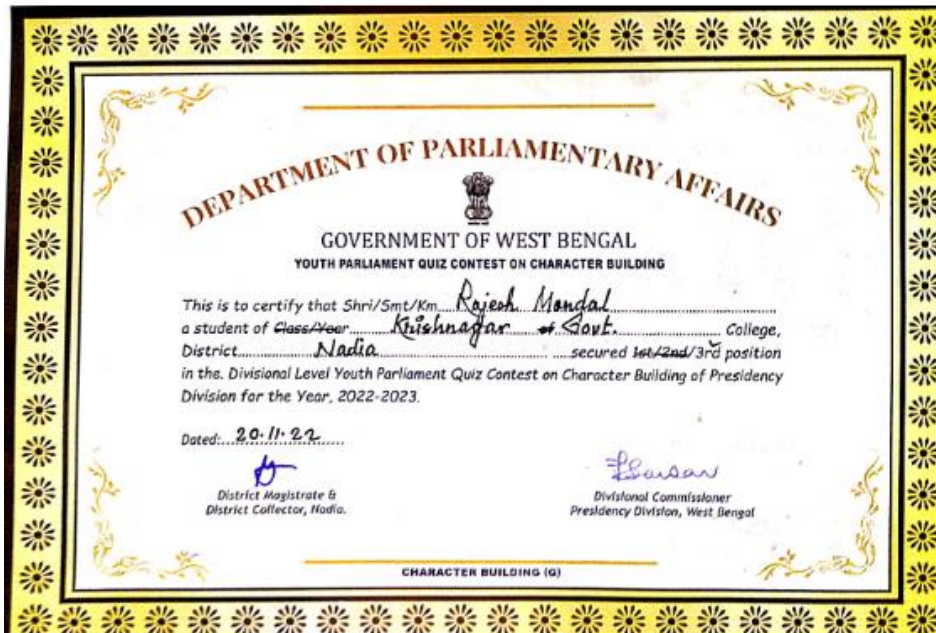 DEPARTMENT OF PARLIAMENTARY AFFAIRS
GOVERNMENT OF WEST BENGAL
YOUTH PARLIAMENT QUIZ CONTEST ON CHARACTER BUILDING
This is to certify that Shri/Smt/Km Rajesh Mondal
a student of Class/Year Krishnagar Govt. College,
District Nadia secured 1st/2nd/3rd position
in the. Divisional Level Youth Parliament Quiz Contest on Character Building of Presidency
Division for the Year, 2022-2023.
Dated: 20.11.22
District Magistrate &
District Collector, Nadia.
Divisional Commissioner
Presidency Division, West Bengal
CHARACTER BUILDING (G)